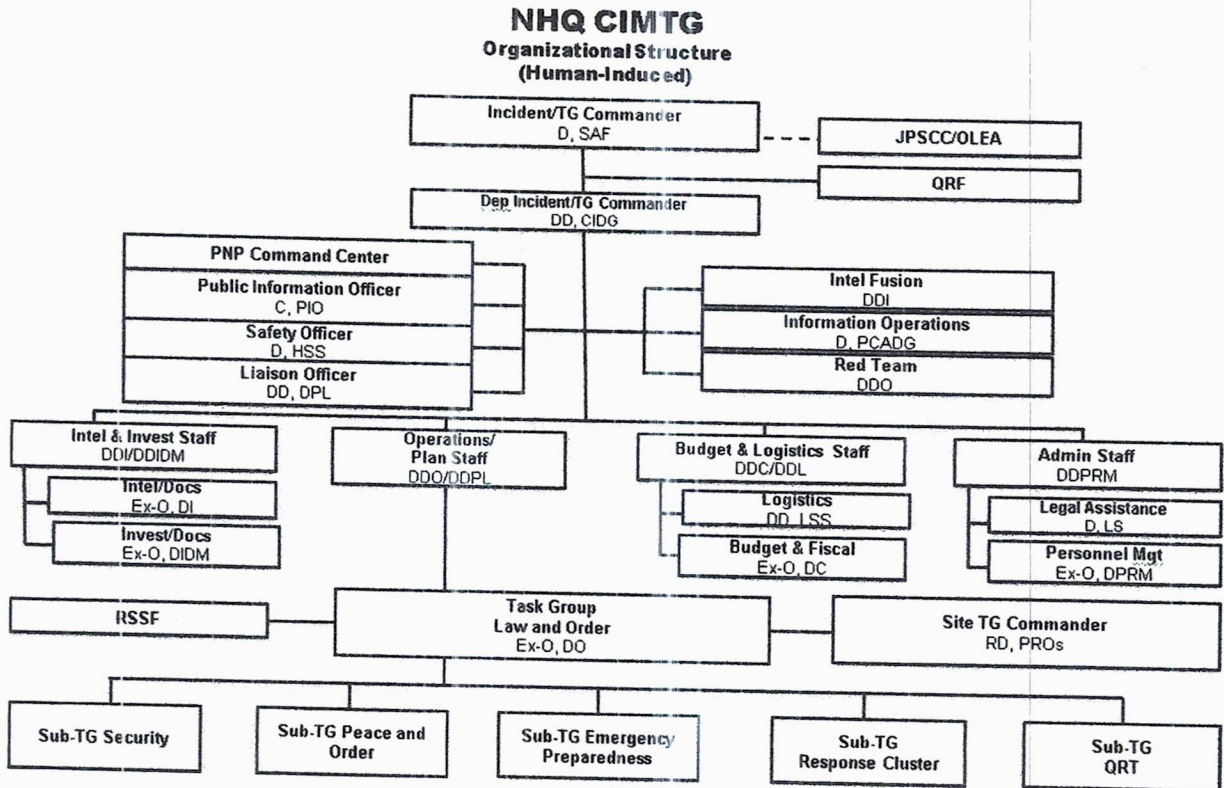 NHQ CIMTG
Organizational Structure
(Human-Induced)
Incident/TG Commander
D, SAF
JPSCC/OLEA
QRF
Dep Incident/TG Commander
DD, CIDG
PNP Command Center
Public Information Officer
C, PIO
Safety Officer
D, HSS
Liaison Officer
DD, DPL
Intel Fusion
DDI
Information Operations
D, PCADG
Red Team
DDO
Intel & Invest Staff
DDI/DDIDM
Intel/Docs
Ex-O, DI
Invest/Docs
Ex-O, DIDM
Operations/
Plan Staff
DDO/DDPL
Budget & Logistics Staff
DDC/DDL
Logistics
DD, LSS
Budget & Fiscal
Ex-O, DC
Admin Staff
DDPRM
Legal Assistance
D, LS
Personnel Mgt
Ex-O, DPRM
RSSF
Task Group
Law and Order
Ex-O, DO
Site TG Commander
RD, PROs
Sub-TG Security
Sub-TG Peace and
Order
Sub-TG Emergency
Preparedness
Sub-TG
Response Cluster
Sub-TG
QRT